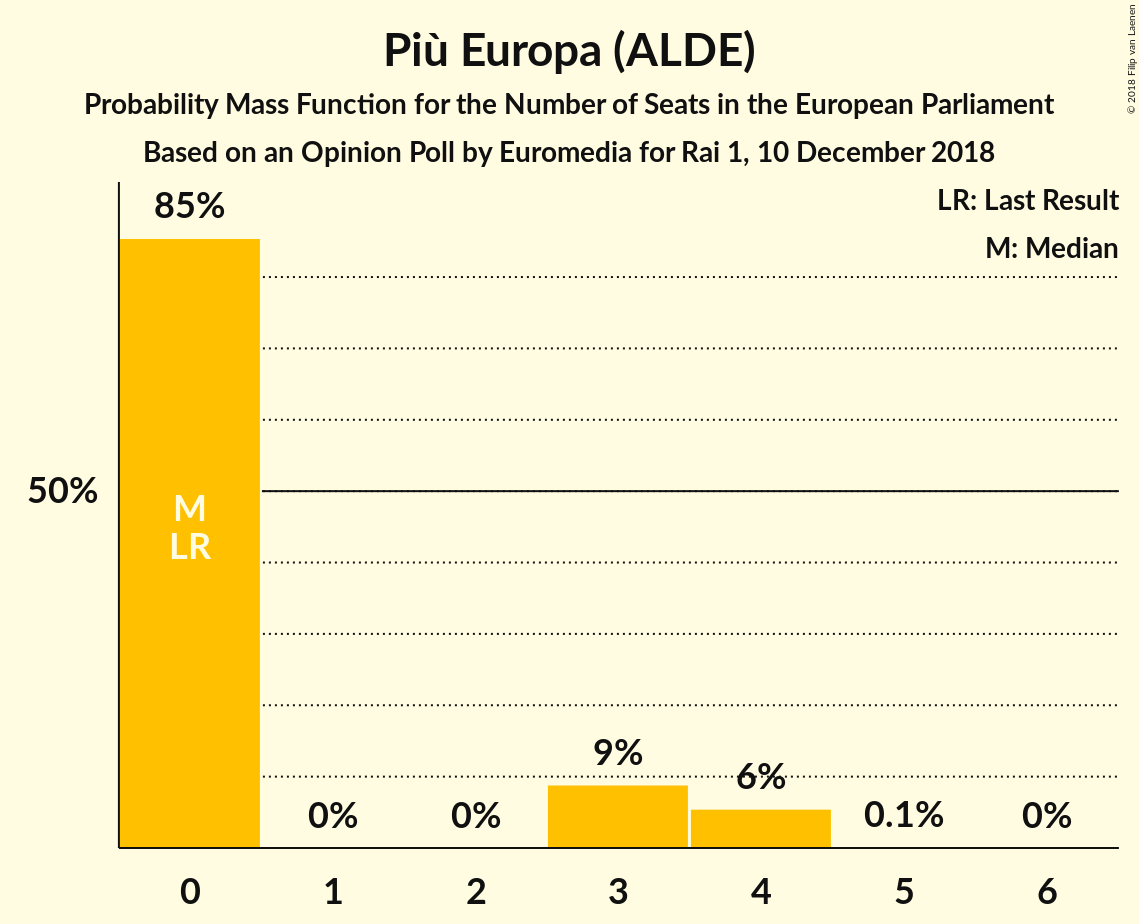 Più Europa (ALDE)
Probability Mass Function for the Number of Seats in the European Parliament
Based on an Opinion Poll by Euromedia for Rai 1, 10 December 2018
© 2018 Filip van Laenen
LR: Last Result
M: Median
85%
50%
M
LR
9%
6%
0%
0%
0.1%
0%
0 1 2 3 4 5 6